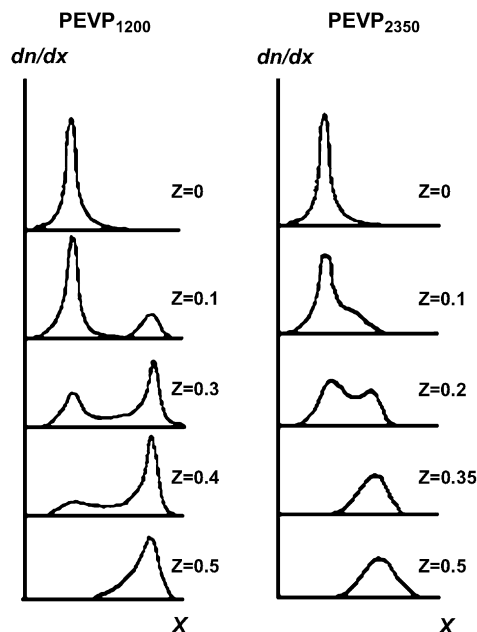 PEVP1200
PEVP2350
dn/dx
dn/dx
Z=0
Z=0
Z=0.1
Z=0.1
Z=0.3
Z=0.2
Z=0.4
Z=0.35
Z=0.5
Z=0.5
X
X